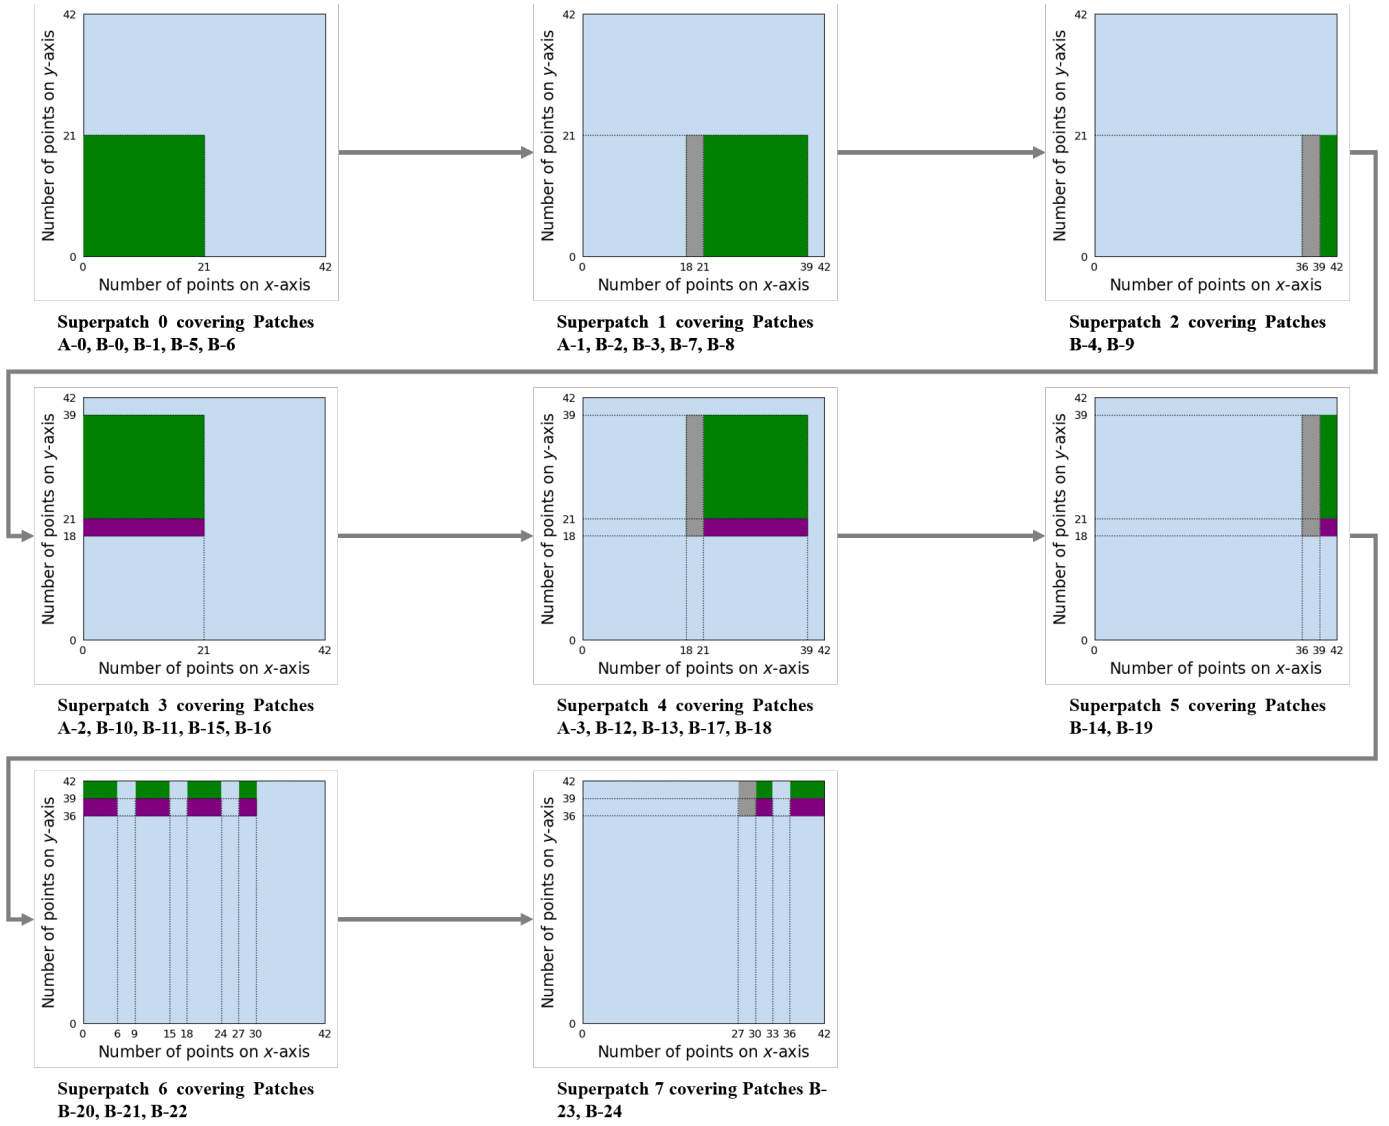 42
21
0
0 21 42
Number of points on y-axis
Number of points on x-axis
Superpatch 0 covering Patches
A-0, B-0, B-1, B-5, B-6
42
21
0
0 18 21 39 42
Number of points on y-axis
Number of points on x-axis
Superpatch 1 covering Patches
A-1, B-2, B-3, B-7, B-8
42
21
0
0 36 39 42
Number of points on y-axis
Number of points on x-axis
Superpatch 2 covering Patches
B-4, B-9
42
39
21
18
0
0 21 42
Number of points on y-axis
Number of points on x-axis
Superpatch 3 covering Patches
A-2, B-10, B-11, B-15, B-16
42
39
21
18
0
0 18 21 39 42
Number of points on y-axis
Number of points on x-axis
Superpatch 4 covering Patches
A-3, B-12, B-13, B-17, B-18
42
39
21
18
0
0 36 39 42
Number of points on y-axis
Number of points on x-axis
Superpatch 5 covering Patches
B-14, B-19
42
39
36
0
0 6 9 15 18 24 27 30 42
Number of points on y-axis
Number of points on x-axis
Superpatch 6 covering Patches
B-20, B-21, B-22
42
39
36
0
0 27 30 33 36 42
Number of points on y-axis
Number of points on x-axis
Superpatch 7 covering Patches B-
23, B-24